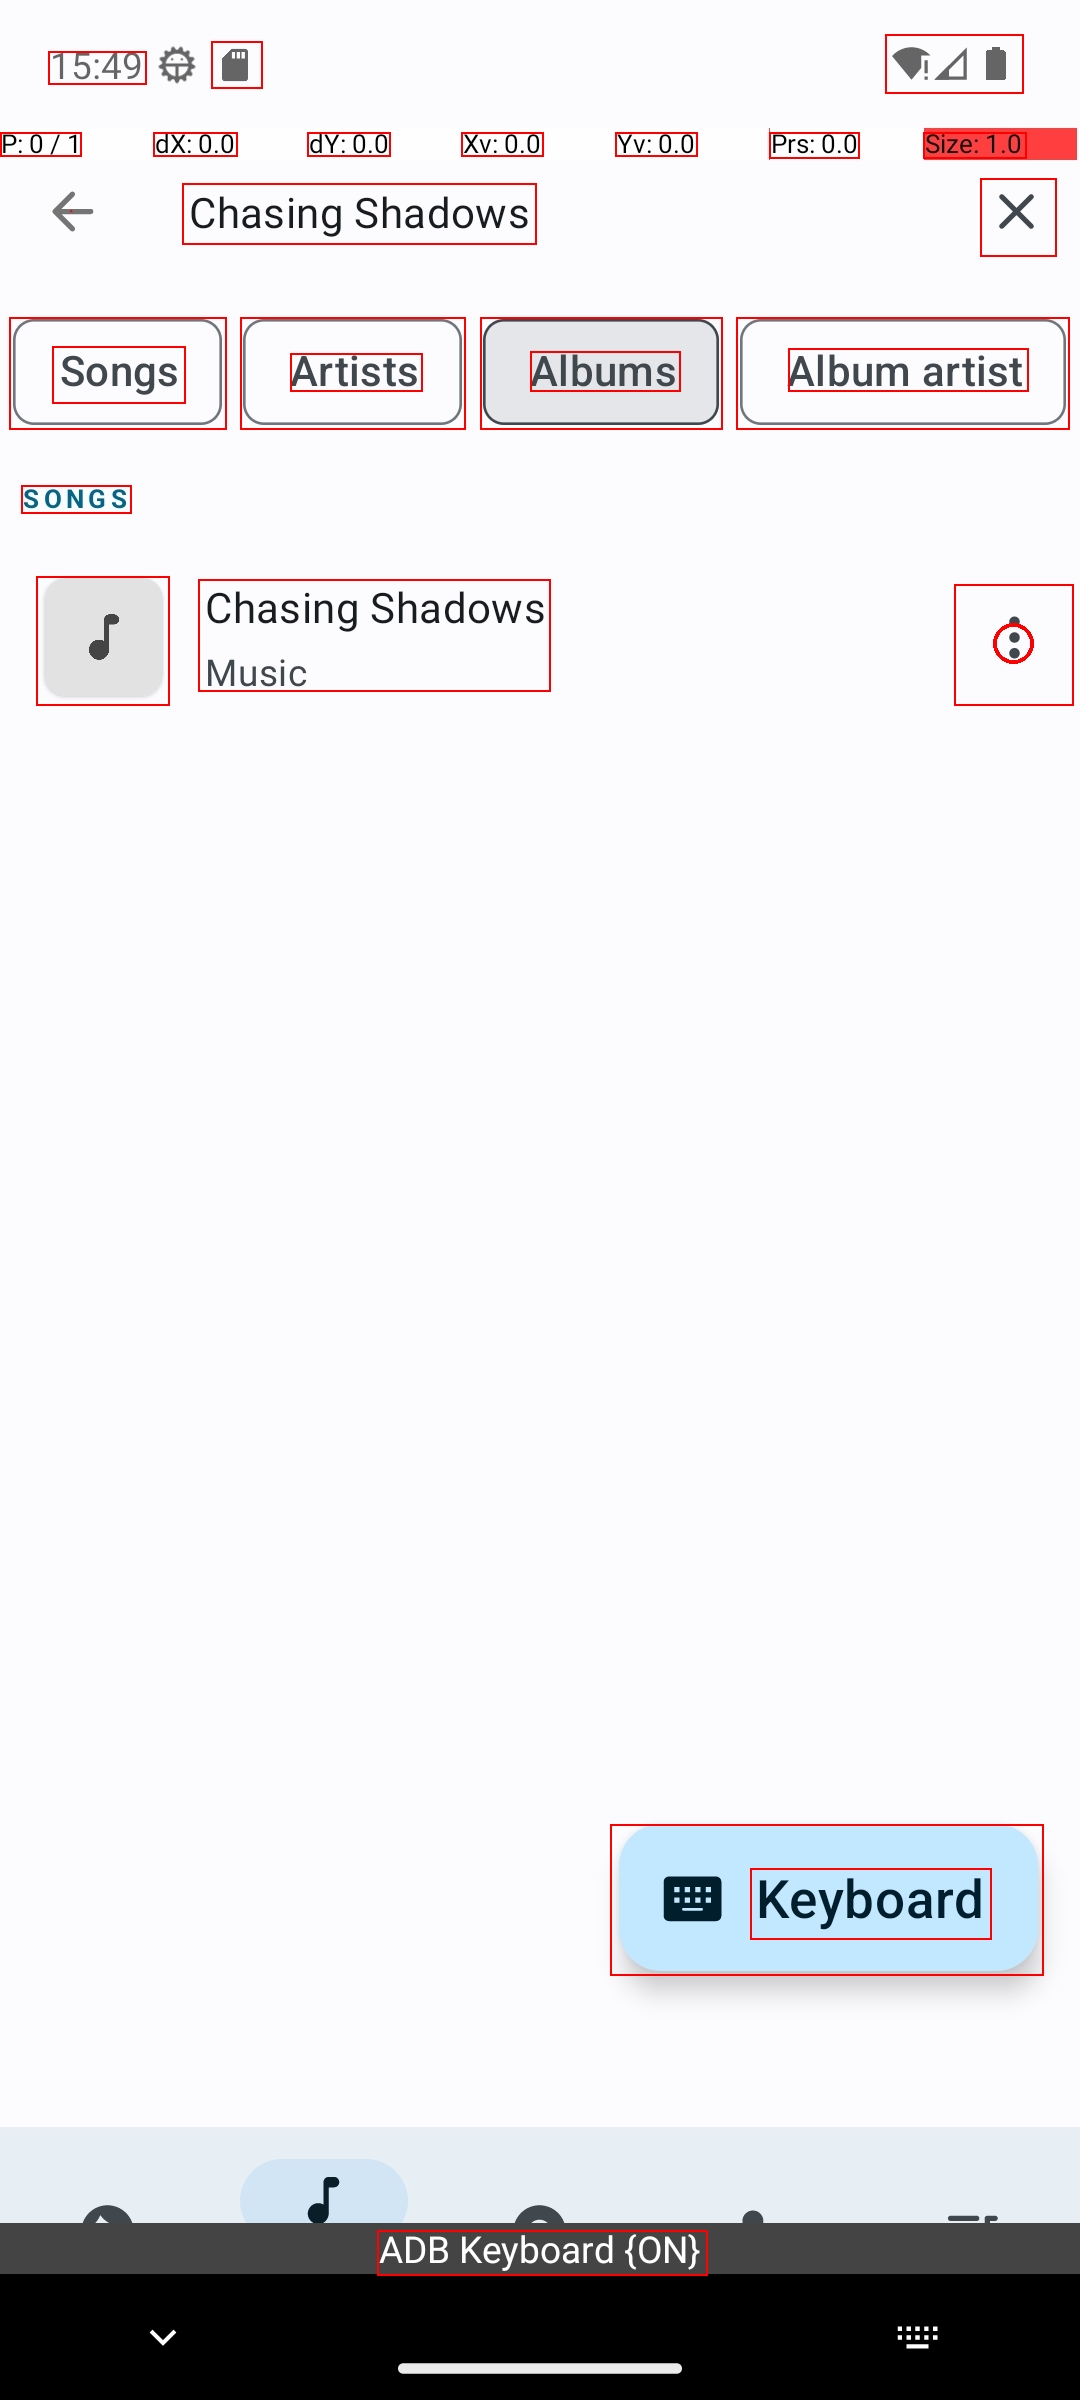 15:49
P: 0 / 1 dX: 0.0 dY: 0.0 Xv: 0.0 Yv: 0.0 Prs: 0.0 Size: 1.0
Chasing Shadows
Songs Artists Albums Album artist
SONGS
Chasing Shadows
Music
Keyboard
ADB Keyboard {ON}